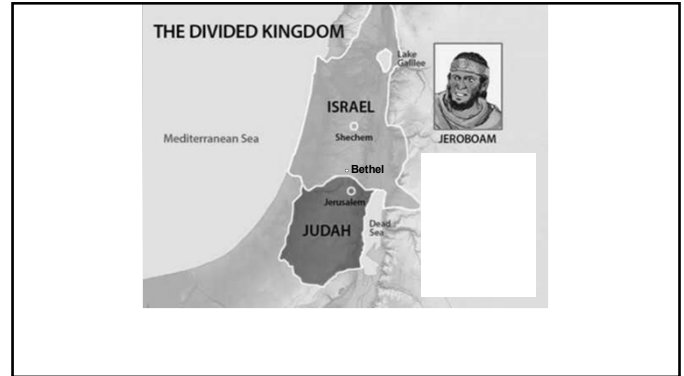 THE DIVIDED KINGDOM
Lake
Galilee
ISRAEL
Shechem
Mediterranean Sea
JEROBOAM
Bethel
Jerusalem
JUDAH
Dead
Sea